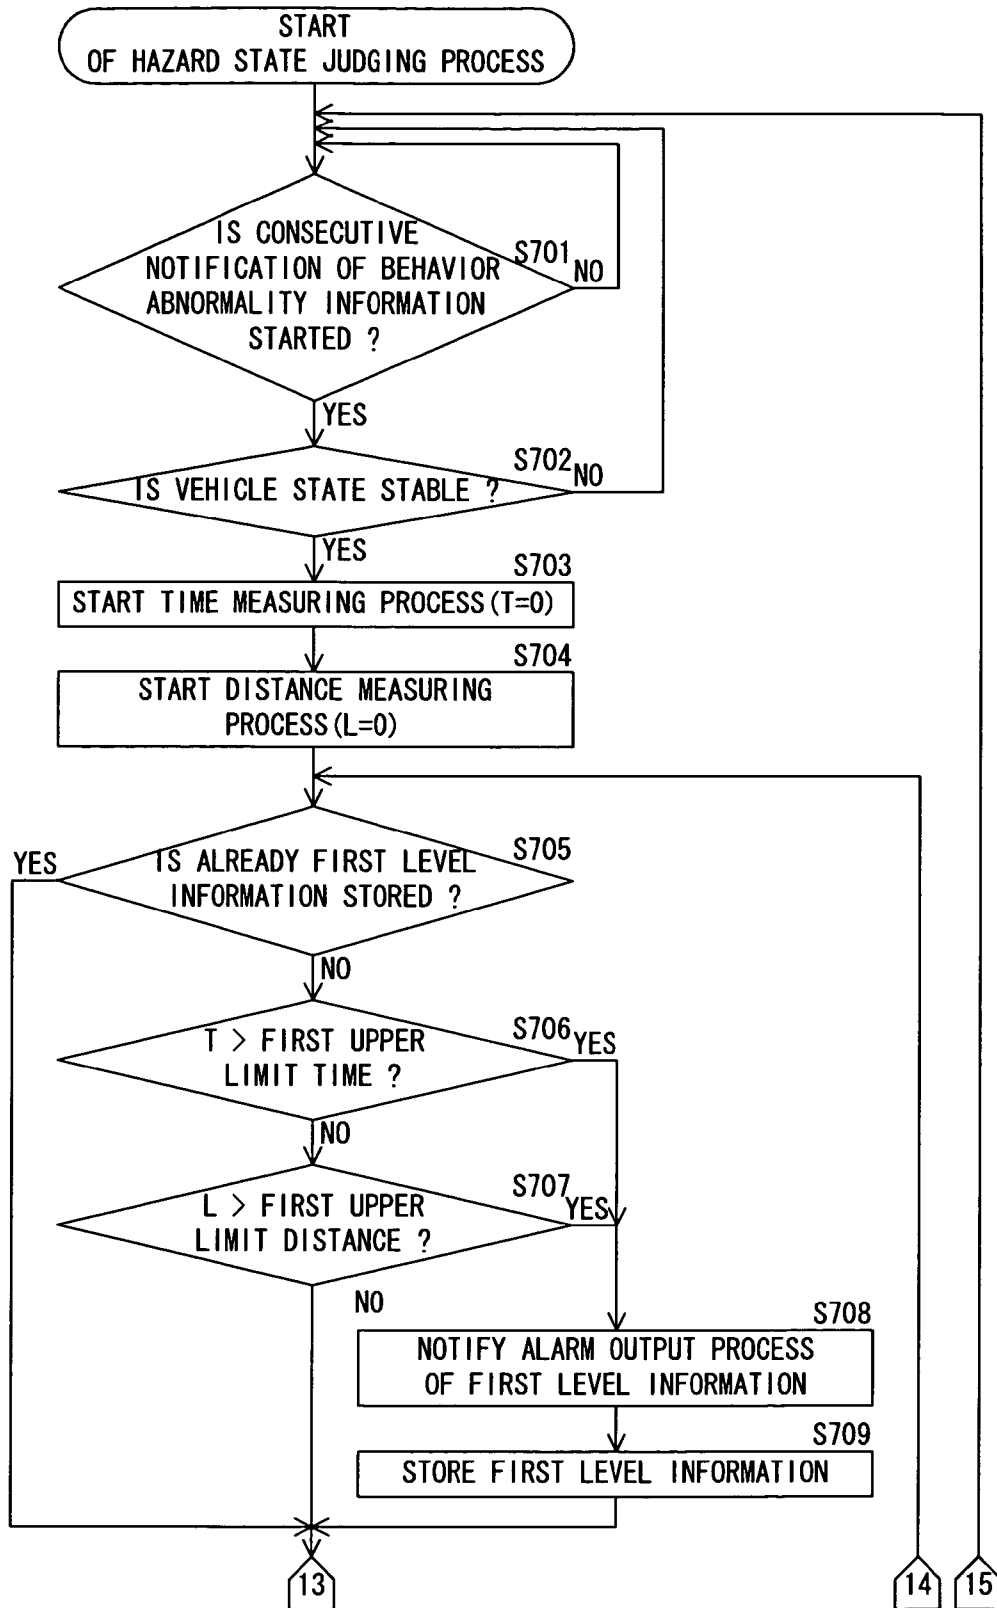 START
OF HAZARD STATE JUDGING PROCESS
IS CONSECUTIVE
NOTIFICATION OF BEHAVIOR
ABNORMALITY INFORMATION
STARTED ?
S701
NO
YES
IS VEHICLE STATE STABLE ?
S702
NO
YES
S703
START TIME MEASURING PROCESS(T=0)
S704
START DISTANCE MEASURING
PROCESS(L=0)
YES
IS ALREADY FIRST LEVEL
INFORMATION STORED ?
S705
NO
T > FIRST UPPER
LIMIT TIME ?
S706
YES
NO
L > FIRST UPPER
LIMIT DISTANCE ?
S707
YES
NO
S708
NOTIFY ALARM OUTPUT PROCESS
OF FIRST LEVEL INFORMATION
S709
STORE FIRST LEVEL INFORMATION
13
14
15